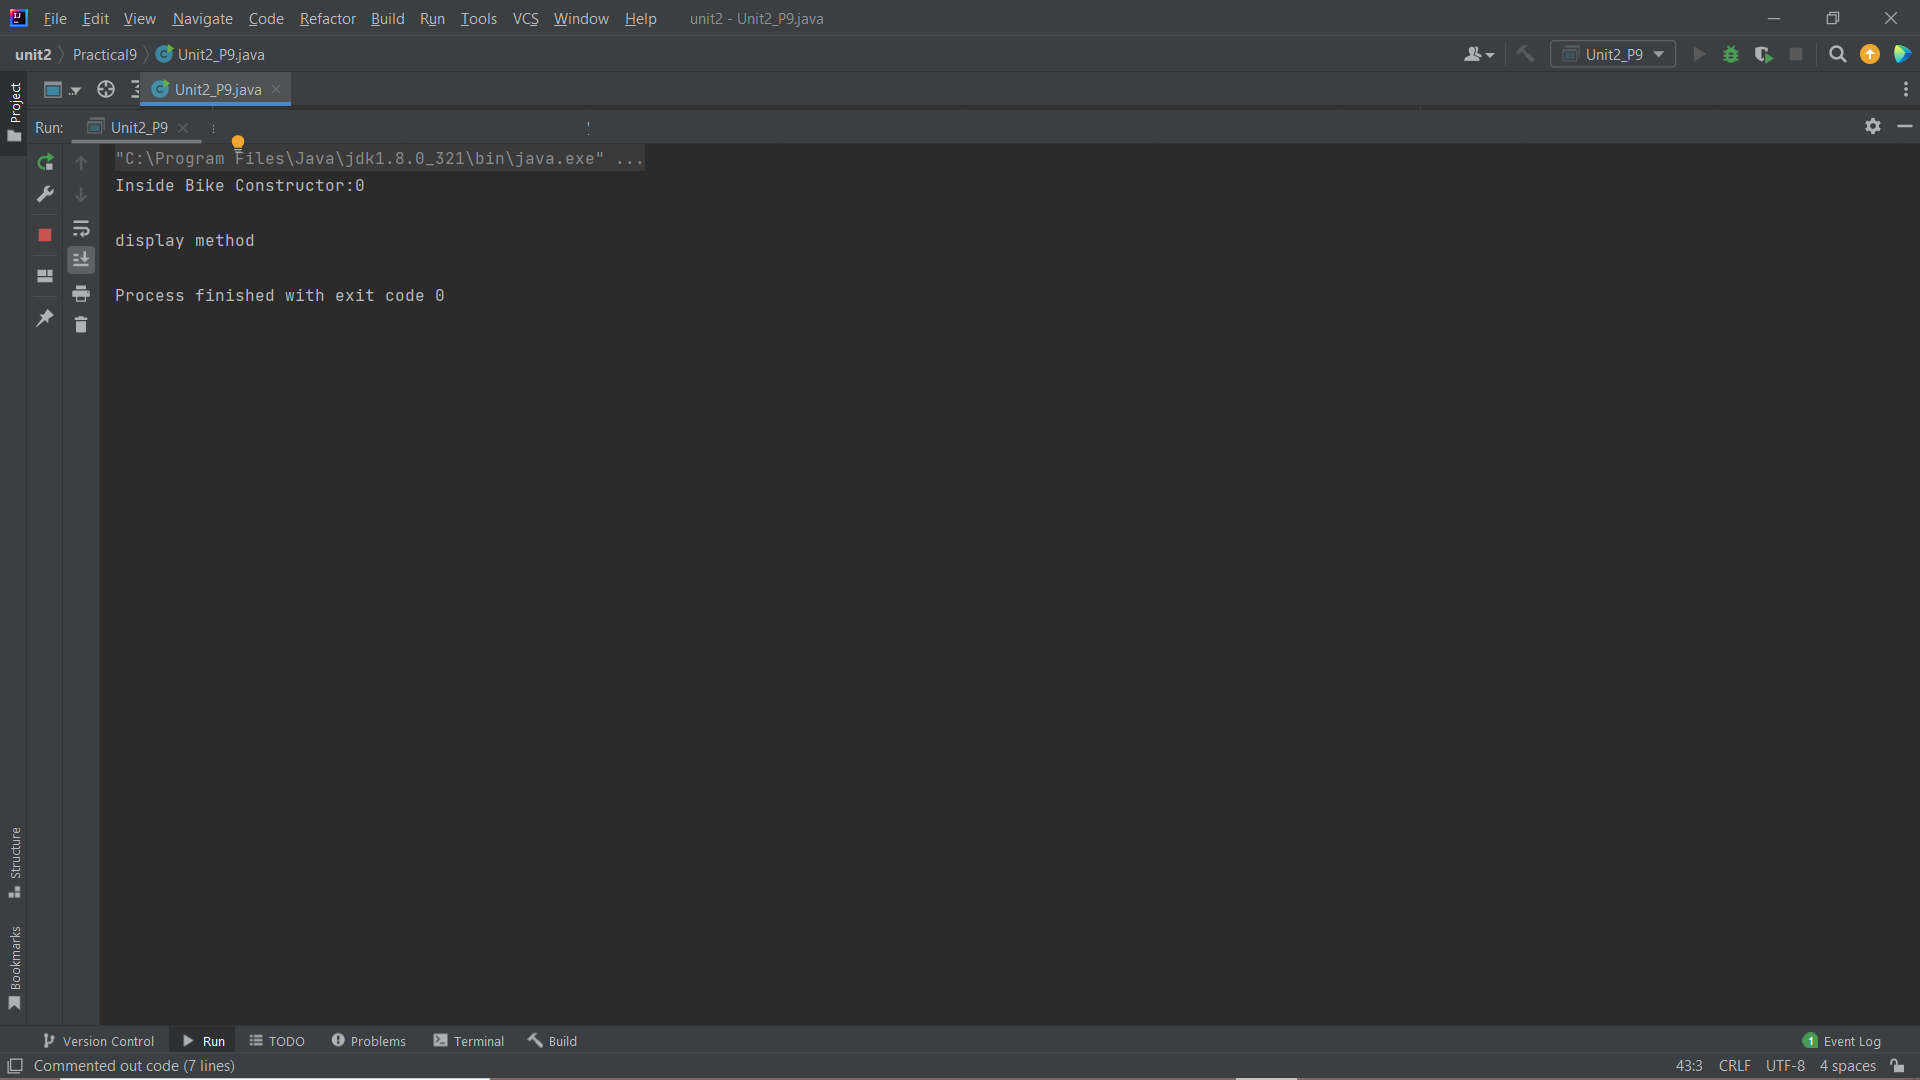 File Edit View Navigate Code Refactor Build Run Tools VCS Window Help unit2 - Unit2_P9.java
unit2 Practical9 Unit2_P9.java Unit2_P9
Project
Unit2_P9.java
Run: Unit2_P9
"C:\Program Files\Java\jdk1.8.0_321\bin\java.exe" ...
Inside Bike Constructor:0
display method
Process finished with exit code 0
Structure
Bookmarks
Version Control Run TODO Problems Terminal Build 1 Event Log
Commented out code (7 lines) 43:3 CRLF UTF-8 4 spaces